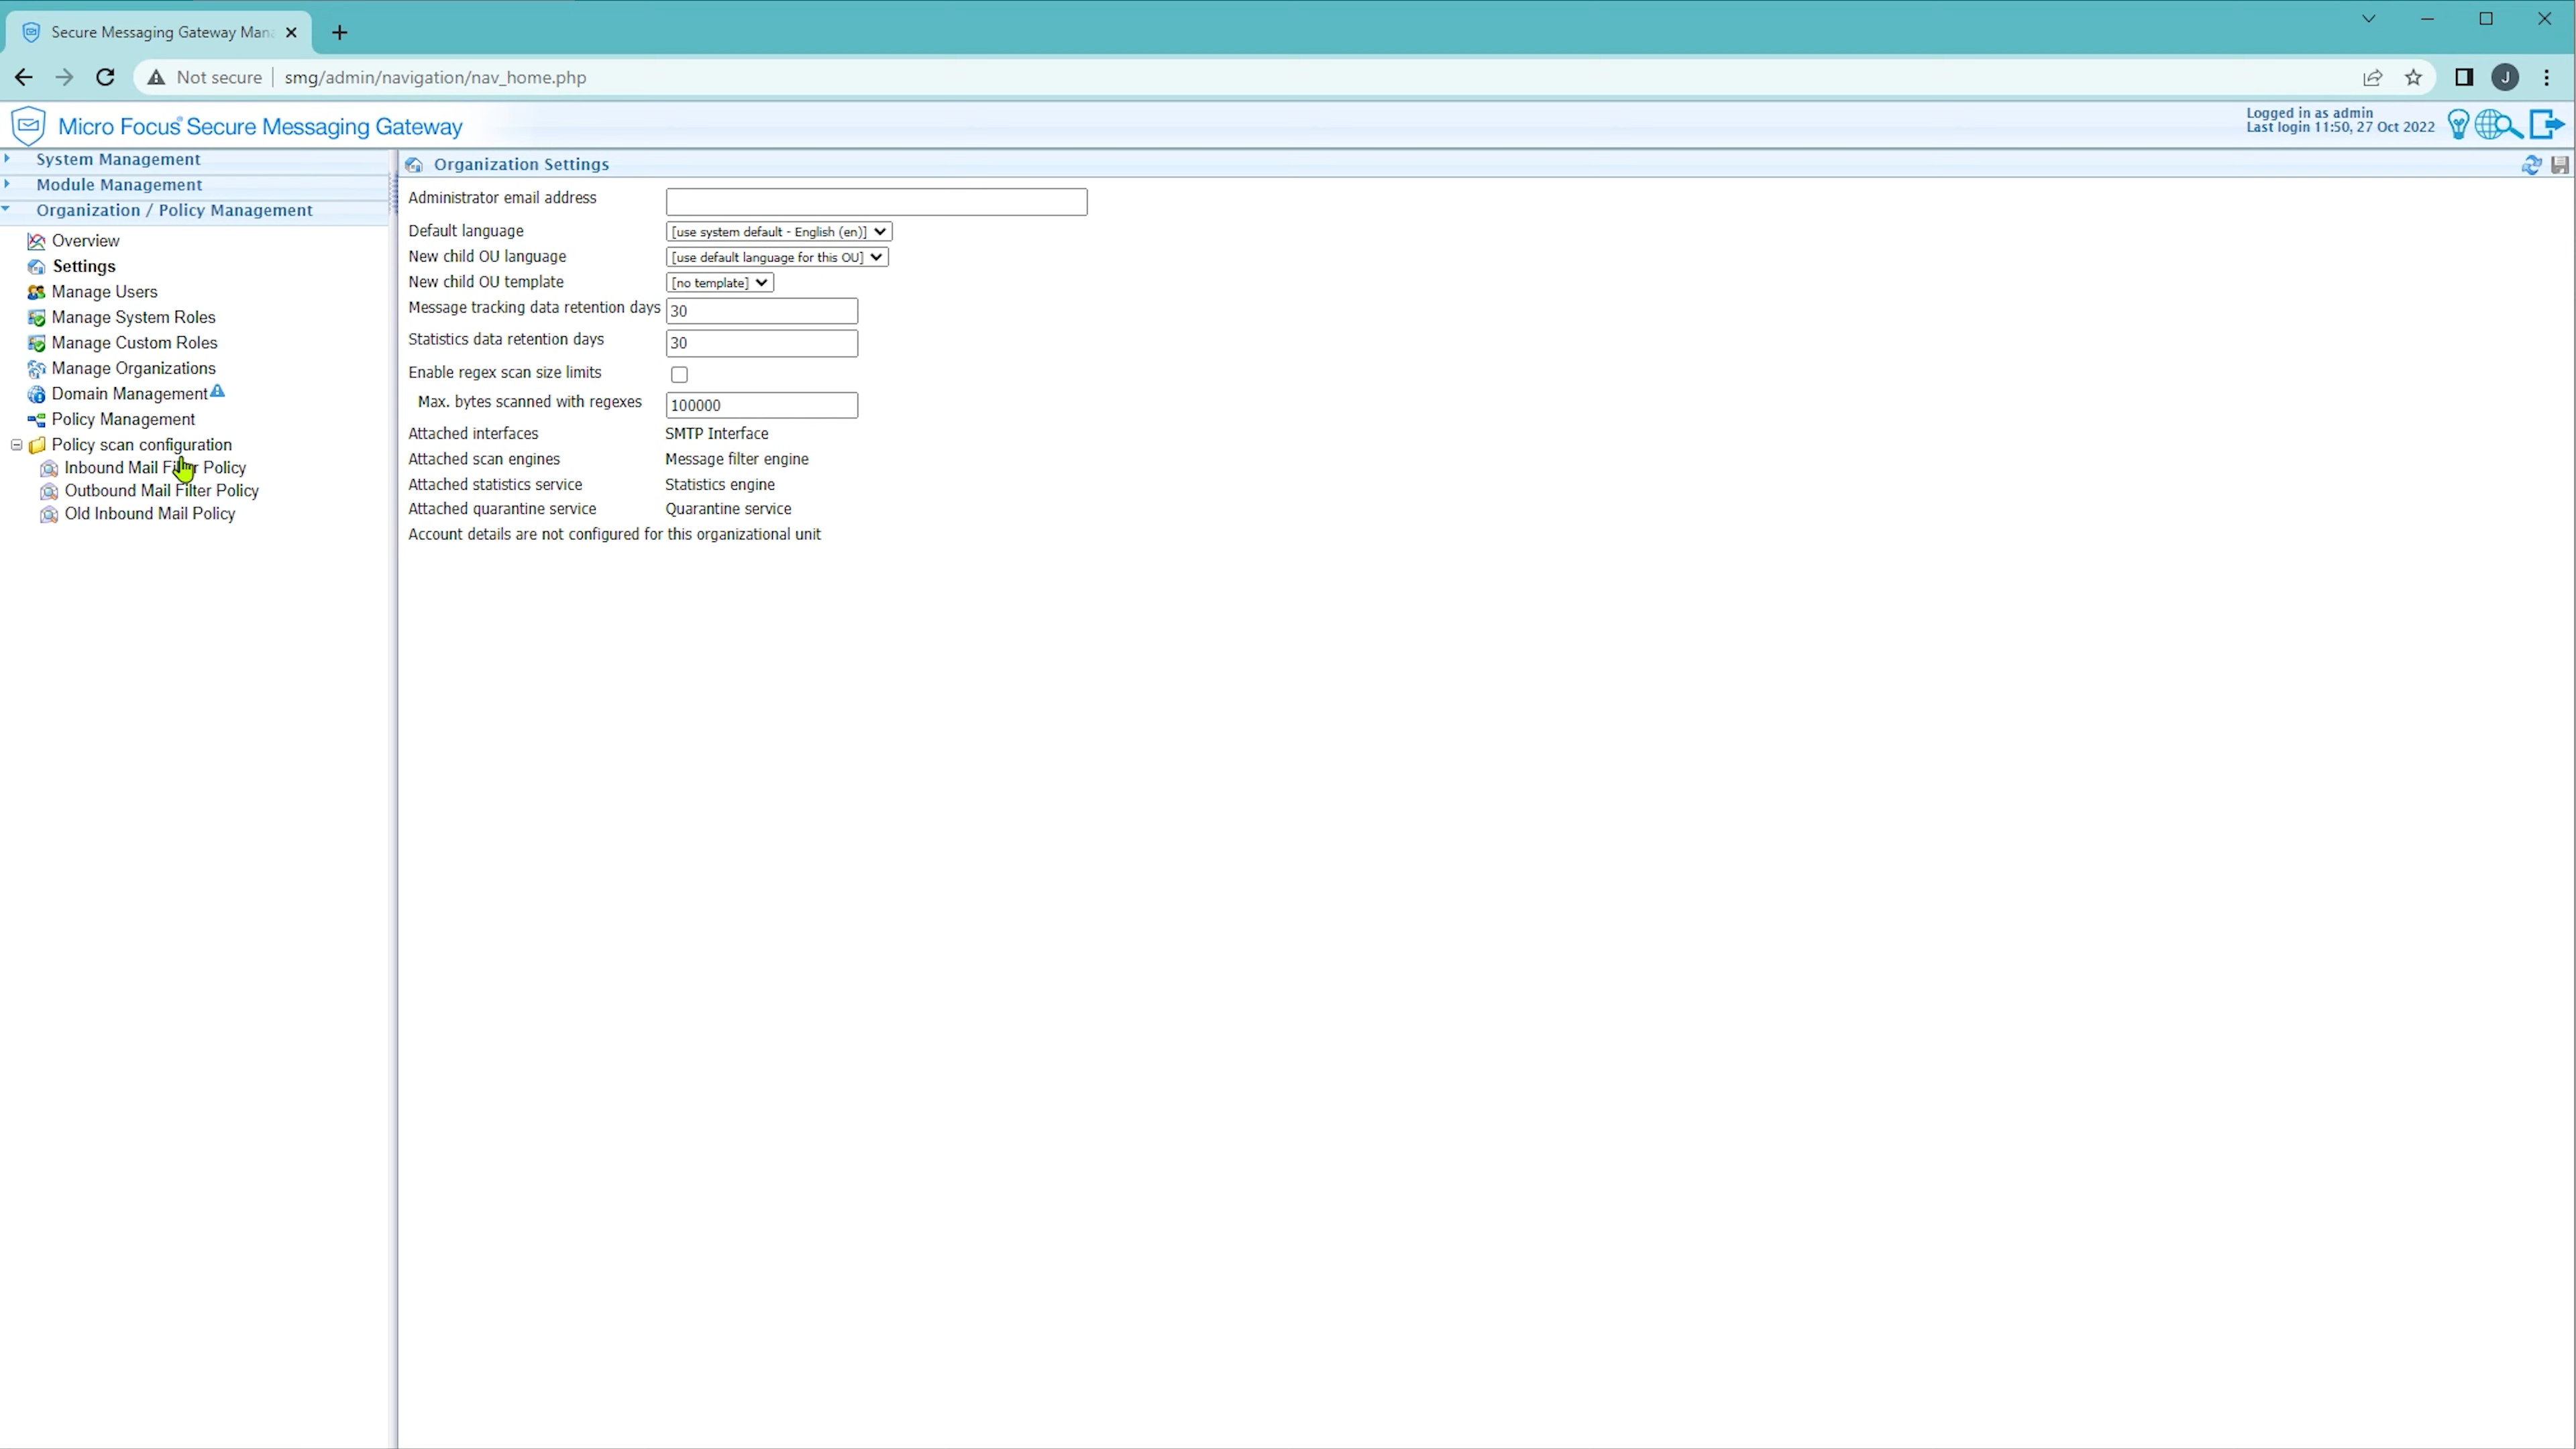 Secure Messaging Gateway Mana
Not secure
smg/admin/navigation/nav_home.php
J
Micro Focus® Secure Messaging Gateway
Logged in as admin
Last login 11:50, 27 Oct 2022
System Management
Module Management
Organization / Policy Management
Overview
Settings
Manage Users
Manage System Roles
Manage Custom Roles
Manage Organizations
Domain Management
Policy Management
Policy scan configuration
Inbound Mail Filter Policy
Outbound Mail Filter Policy
Old Inbound Mail Policy
Organization Settings
Administrator email address
Default language [use system default - English (en)]
New child OU language [use default language for this OU]
New child OU template [no template]
Message tracking data retention days 30
Statistics data retention days 30
Enable regex scan size limits
Max. bytes scanned with regexes 100000
Attached interfaces SMTP Interface
Attached scan engines Message filter engine
Attached statistics service Statistics engine
Attached quarantine service Quarantine service
Account details are not configured for this organizational unit